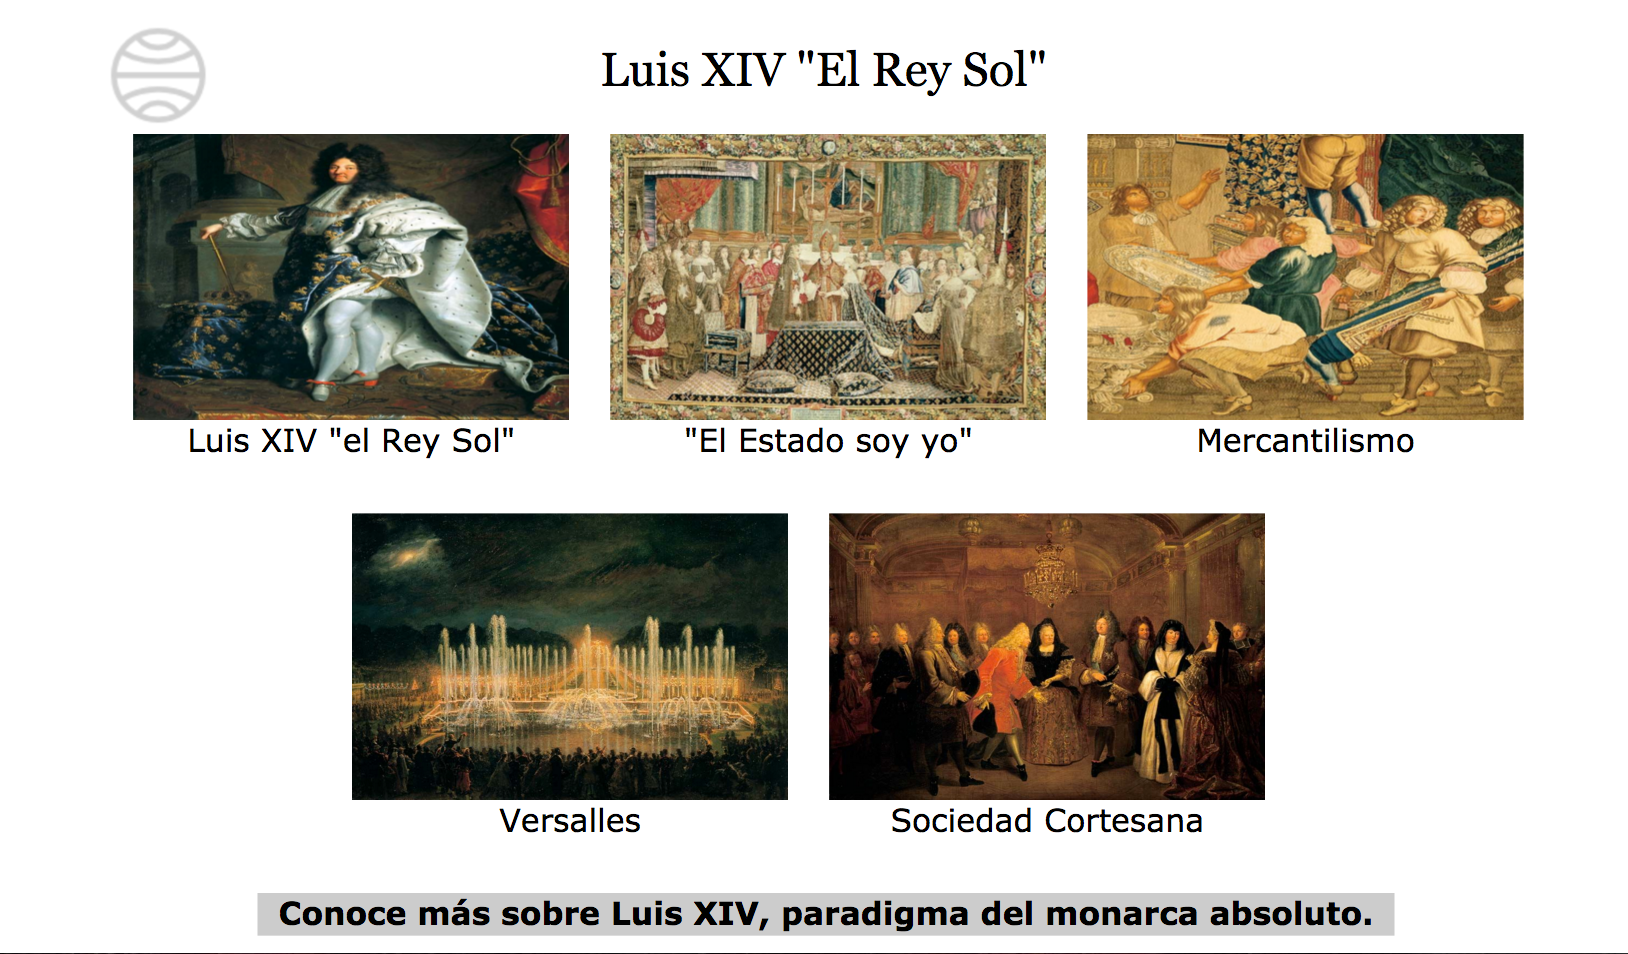 Luis XIV "El Rey Sol"
Luis XIV "el Rey Sol"
"El Estado soy yo"
Mercantilismo
Versalles
Sociedad Cortesana
Conoce más sobre Luis XIV, paradigma del monarca absoluto.